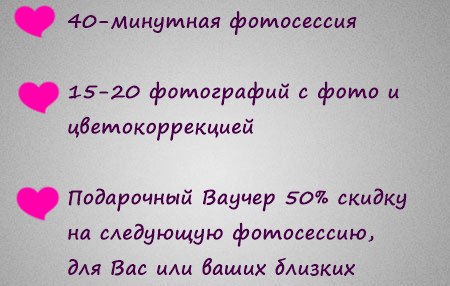 40-минутная фотосессия
15-20 фотографий с фото и
цветокоррекцией
Подарочный Ваучер 50% скидку
на следующую фотосессию,
для Вас или ваших близких